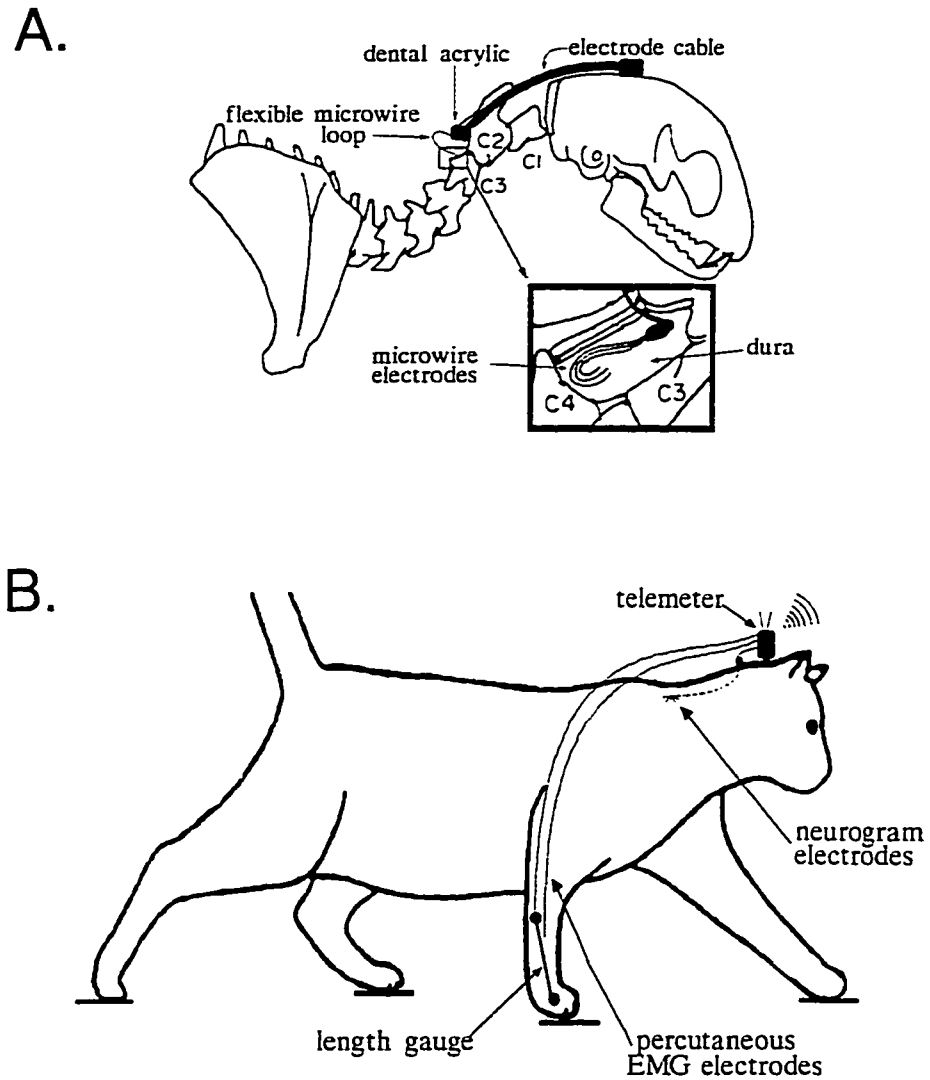 A.
dental acrylic
electrode cable
flexible microwire
loop
C2
C1
C3
microwire
electrodes
dura
C4
C3
B.
telemeter
neurogram
electrodes
length gauge
percutaneous
EMG electrodes